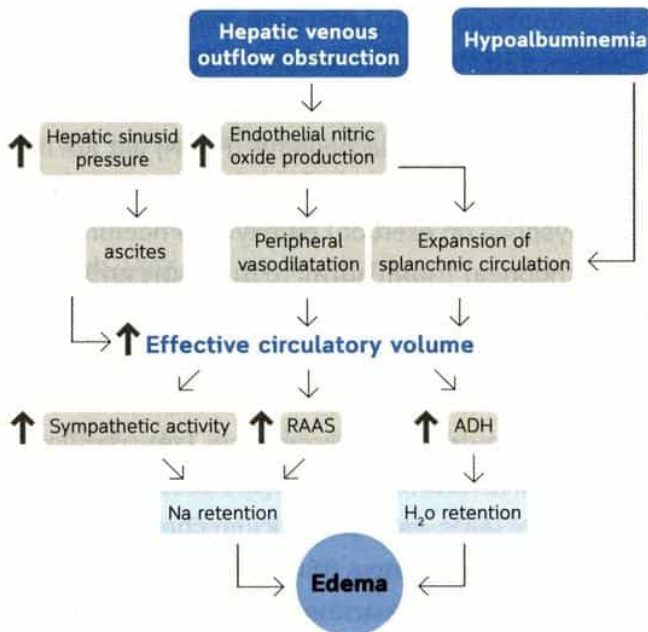 Hepatic venous
outflow obstruction
Hypoalbuminemia
Hepatic sinusid
pressure
Endothelial nitric
oxide production
ascites
Peripheral
vasodilatation
Expansion of
splanchnic circulation
Effective circulatory volume
Sympathetic activity
RAAS
ADH
Na retention
H₂o retention
Edema